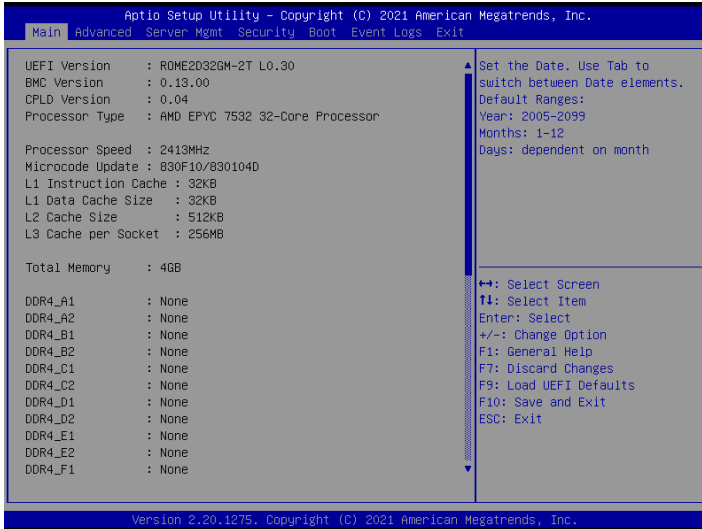 Aptio Setup Utility – Copyright (C) 2021 American Megatrends, Inc.
Main Advanced Server Mgmt Security Boot Event Logs Exit
UEFI Version : ROME2D32GM-2T L0.30
BMC Version : 0.13.00
CPLD Version : 0.04
Processor Type : AMD EPYC 7532 32-Core Processor
Processor Speed : 2413MHz
Microcode Update : 830F10/830104D
L1 Instruction Cache : 32KB
L1 Data Cache Size : 32KB
L2 Cache Size : 512KB
L3 Cache per Socket : 256MB
Total Memory : 4GB
DDR4_A1 : None
DDR4_A2 : None
DDR4_B1 : None
DDR4_B2 : None
DDR4_C1 : None
DDR4_C2 : None
DDR4_D1 : None
DDR4_D2 : None
DDR4_E1 : None
DDR4_E2 : None
DDR4_F1 : None
Set the Date. Use Tab to
switch between Date elements.
Default Ranges:
Year: 2005-2099
Months: 1-12
Days: dependent on month
↔: Select Screen
↑↓: Select Item
Enter: Select
+/-: Change Option
F1: General Help
F7: Discard Changes
F9: Load UEFI Defaults
F10: Save and Exit
ESC: Exit
Version 2.20.1275. Copyright (C) 2021 American Megatrends, Inc.